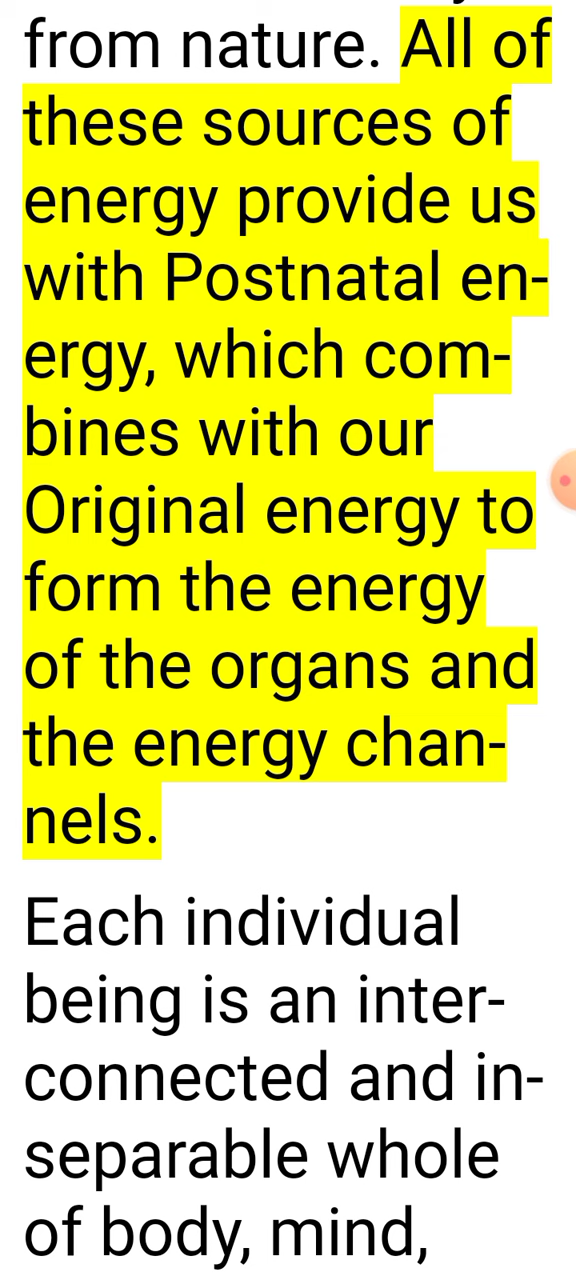 from nature. All of
these sources of
energy provide us
with Postnatal en-
ergy, which com-
bines with our
Original energy to
form the energy
of the organs and
the energy chan-
nels.
Each individual
being is an inter-
connected and in-
separable whole
of body, mind,